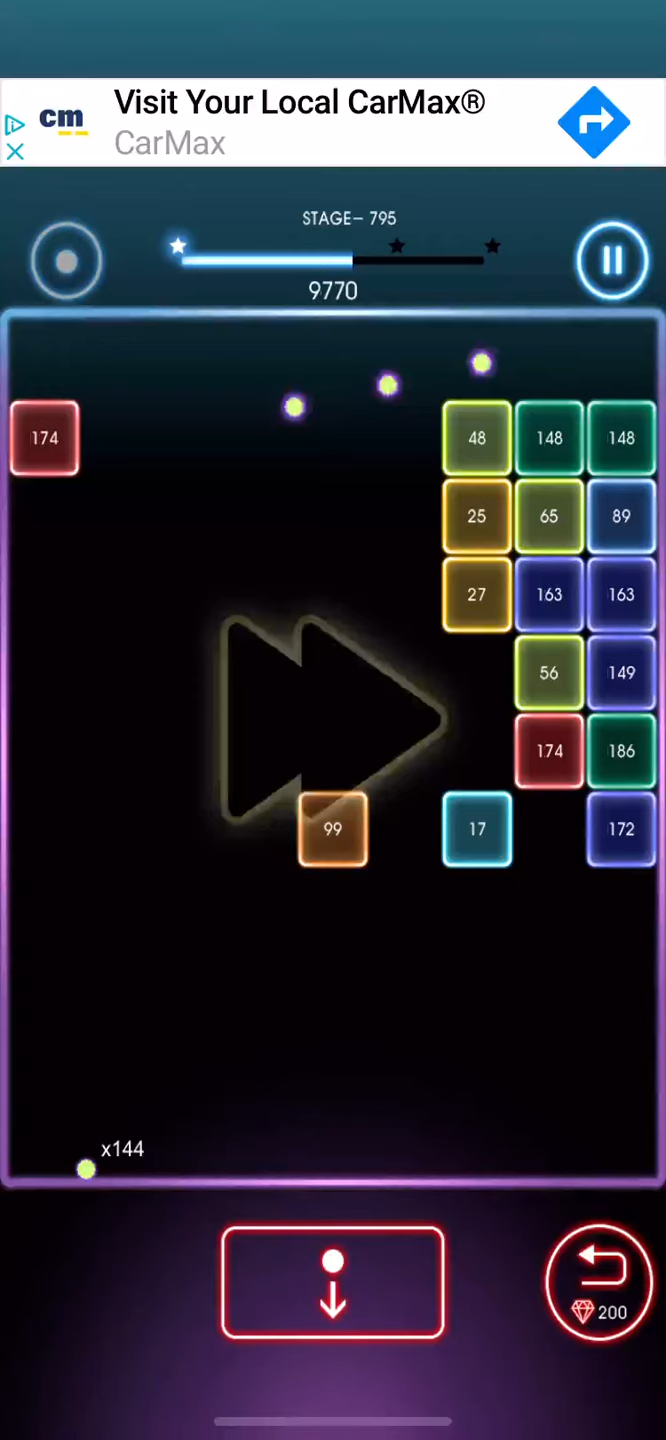 cm
Visit Your Local CarMax®
CarMax
STAGE– 795
9770
174 48 148 148
25 65 89
27 163 163
56 149
174 186
99 17 172
x144
200